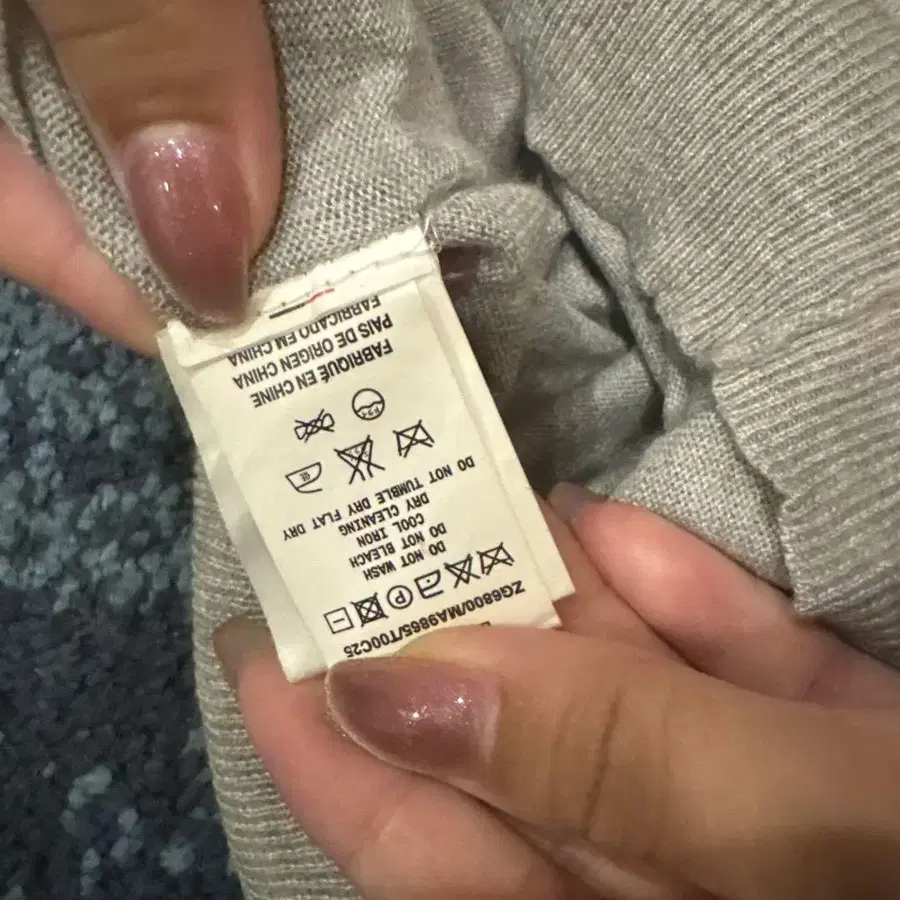 ZG6800/MA9865/T00C25
P
DO NOT WASH
DO NOT BLEACH
COOL IRON
DRY CLEANING
DO NOT TUMBLE DRY FLAT DRY
FABRIQUÉ EN CHINE
PAIS DE ORIGEN CHINA
FABRICADO EM CHINA